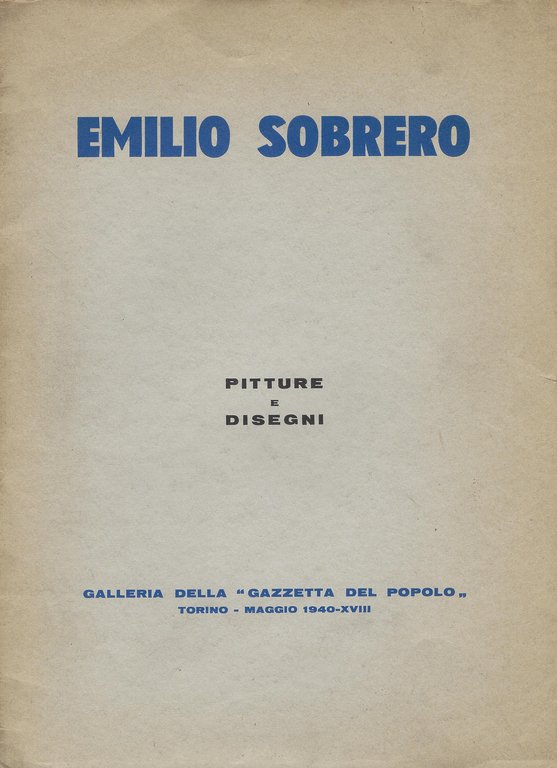 EMILIO SOBRERO
PITTURE
E
DISEGNI
GALLERIA DELLA “GAZZETTA DEL POPOLO„
TORINO - MAGGIO 1940-XVIII